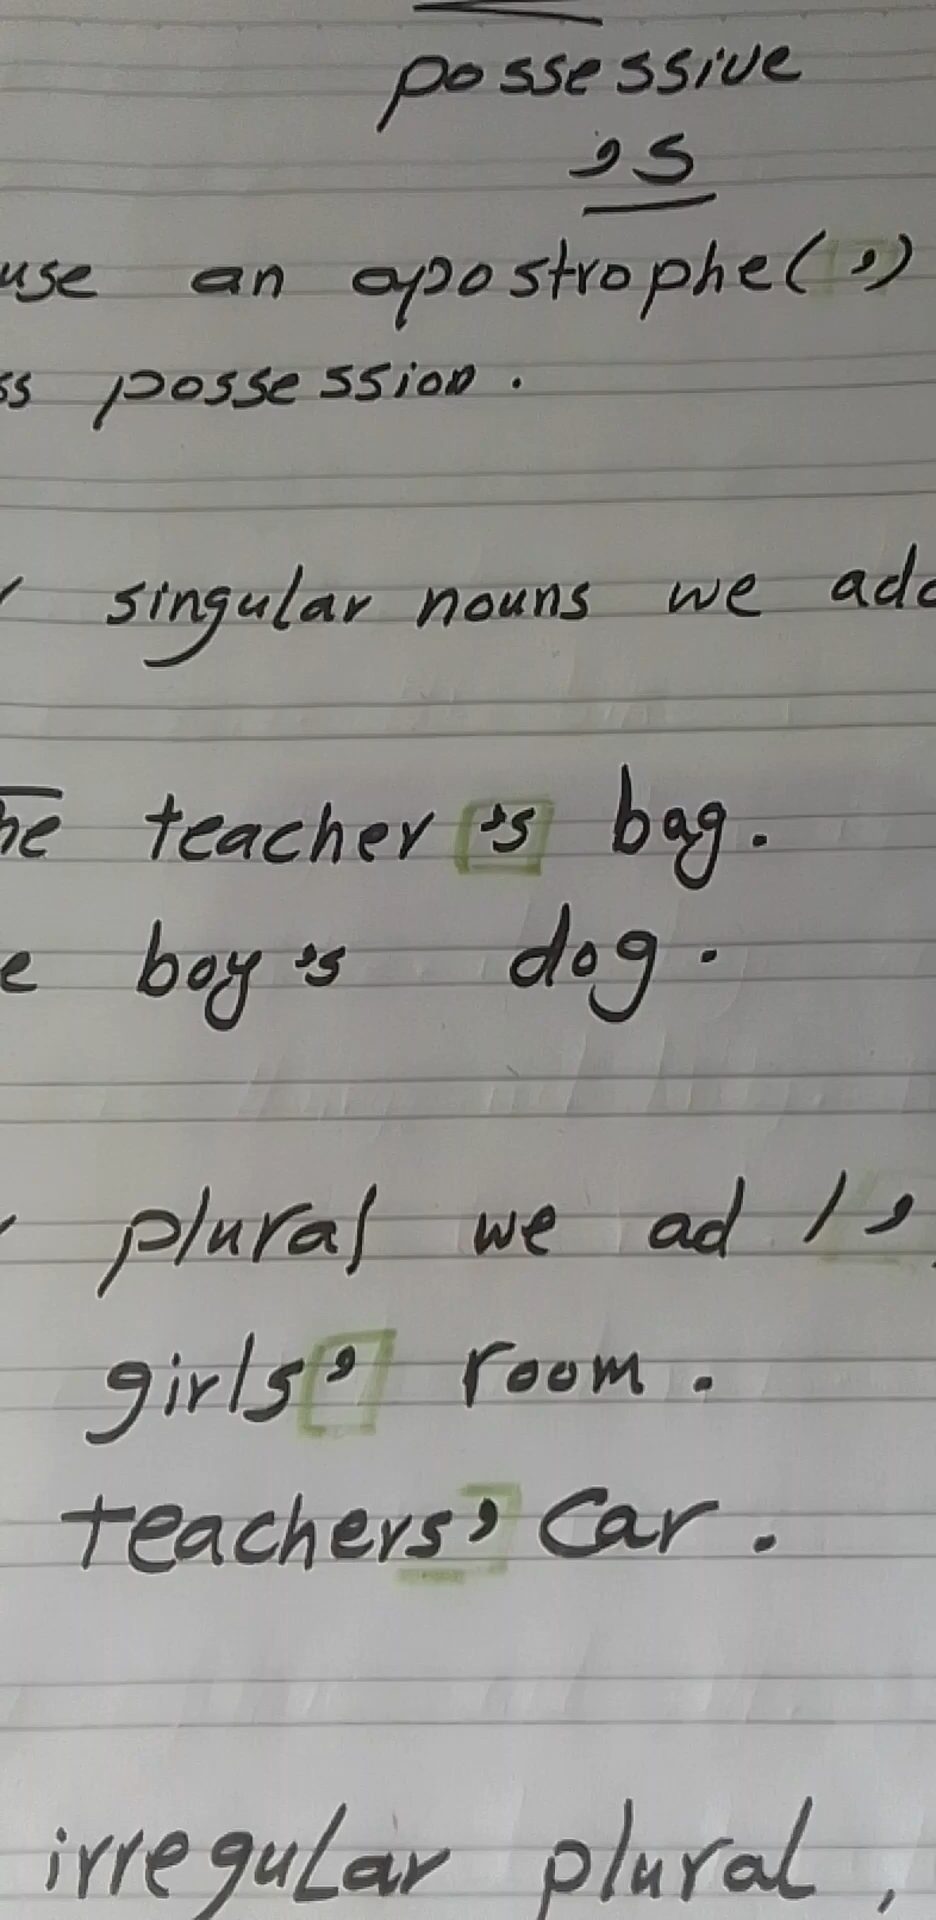 possessive
's
use an apostrophe(')
ss possession.
singular nouns we add
he teacher's bag.
e boy's dog.
plural we ad / '
girls' room.
teachers' car.
irregular plural,